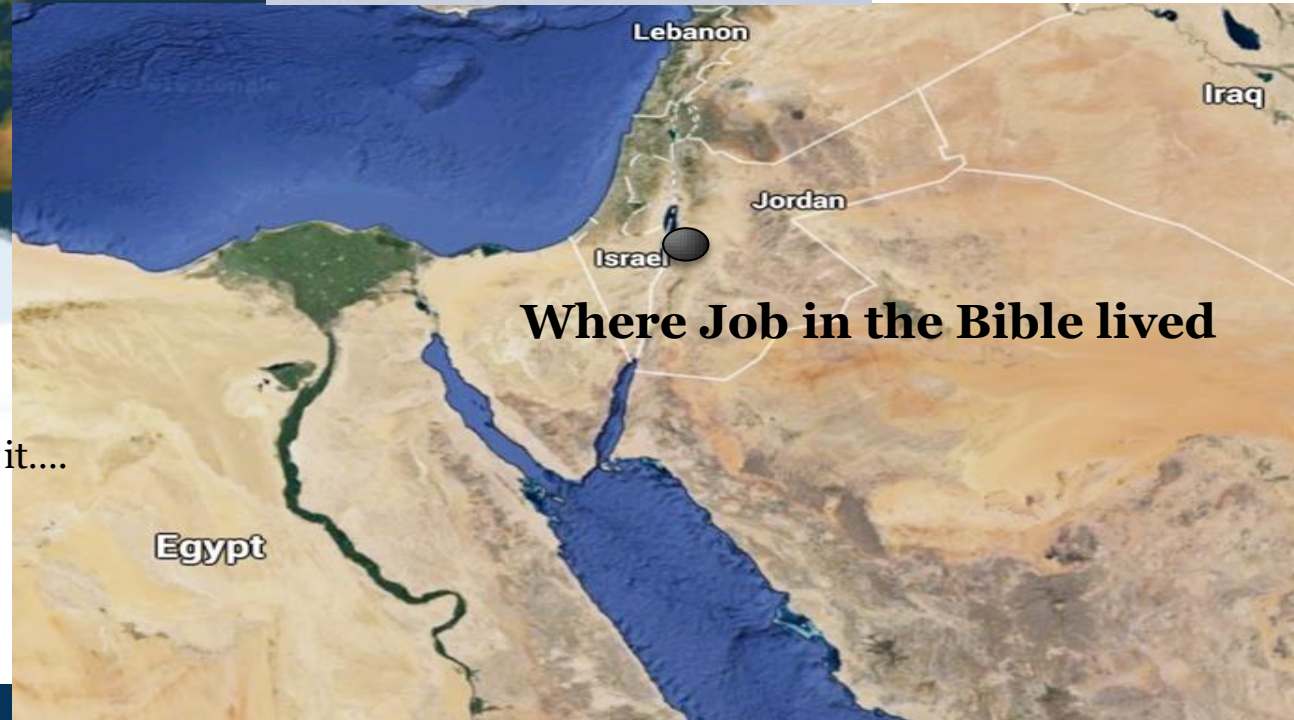 Lebanon
Iraq
Jordan
Israel
Where Job in the Bible lived
it....
Egypt